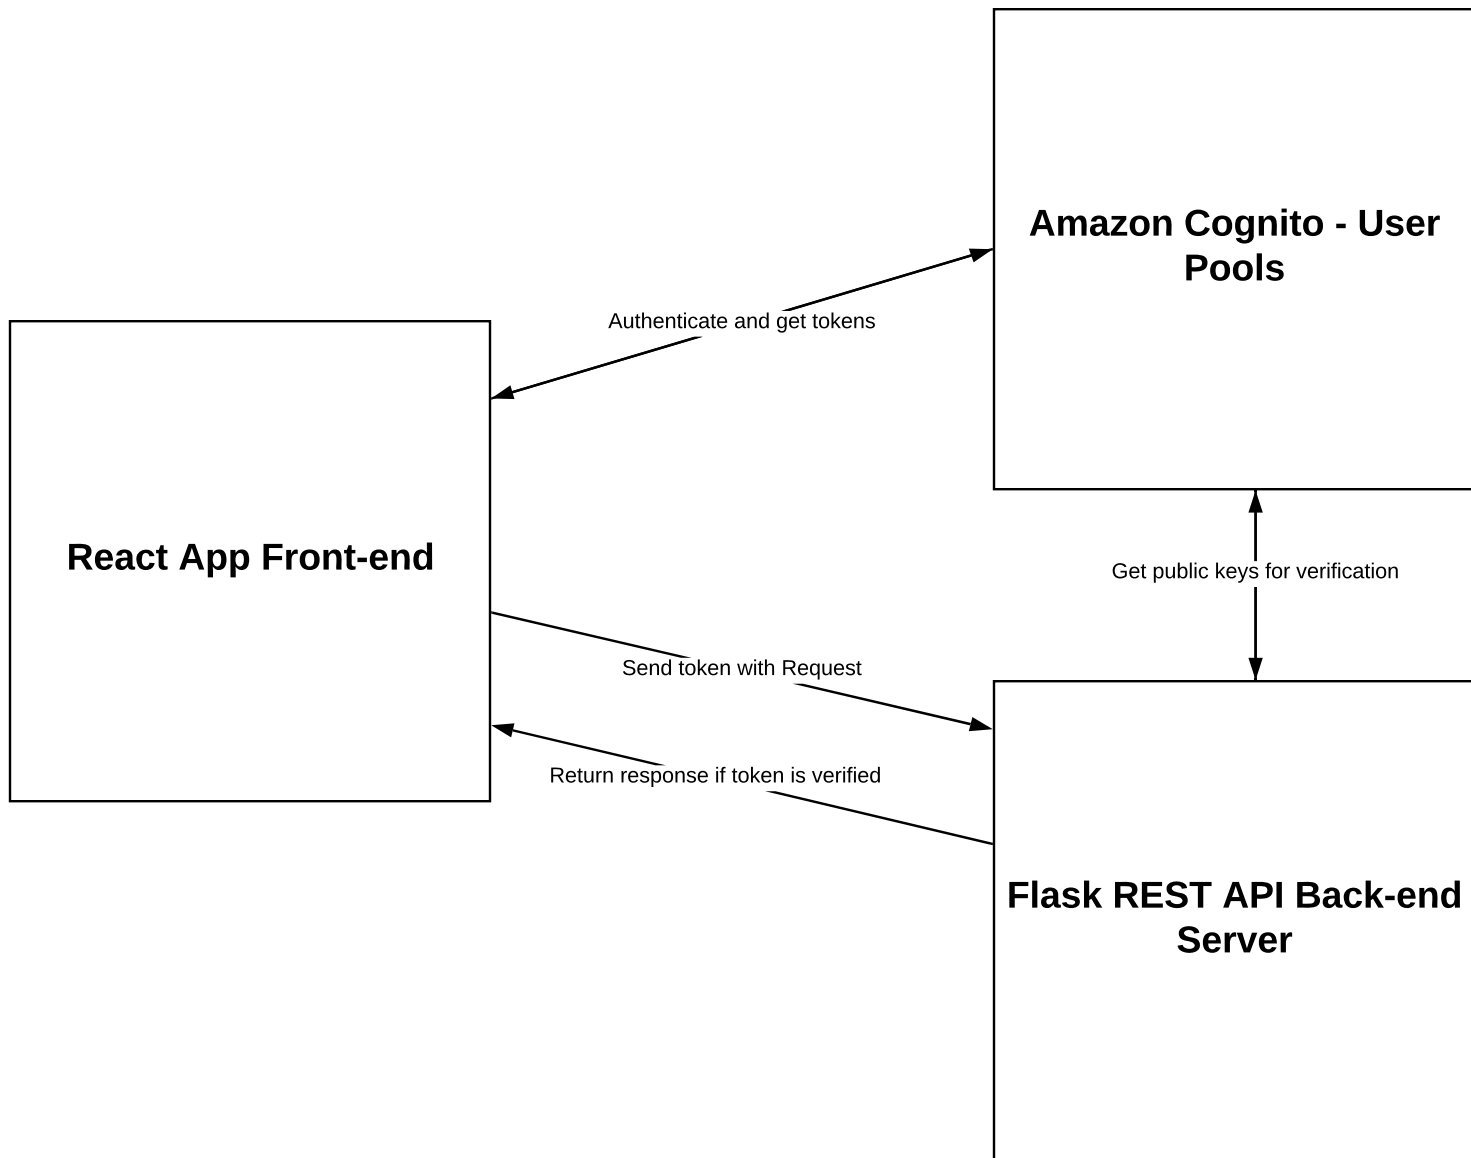 Amazon Cognito - User
Pools
Authenticate and get tokens
React App Front-end
Get public keys for verification
Send token with Request
Return response if token is verified
Flask REST API Back-end
Server